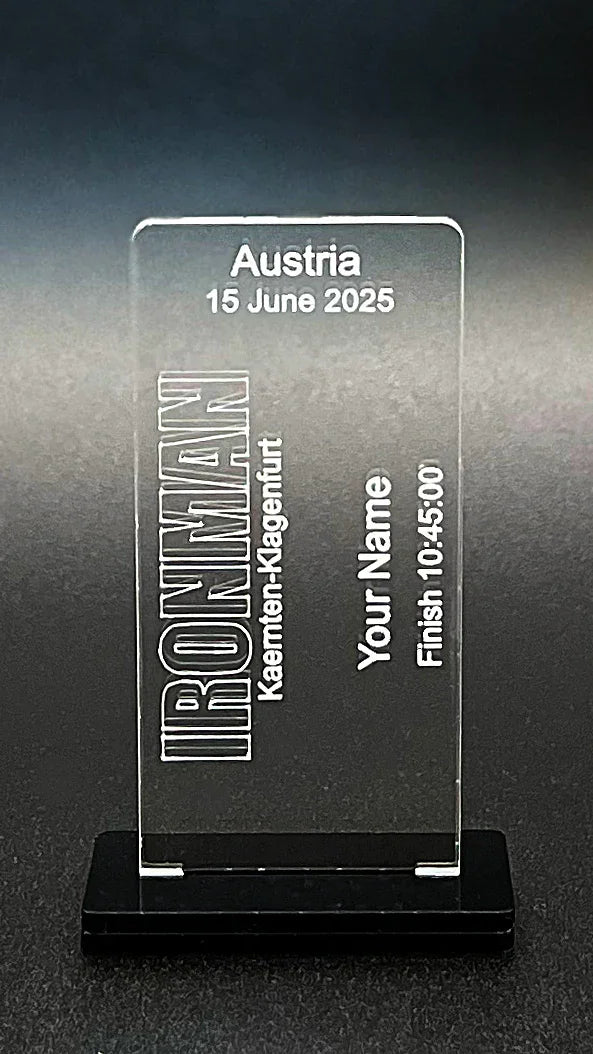 Austria
15 June 2025
IRONMAN
Kaernten-Klagenfurt
Your Name
Finish 10:45:00